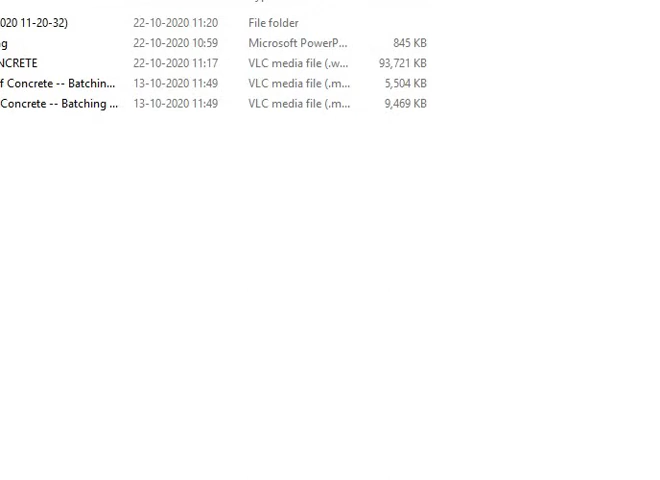 020 11-20-32) 22-10-2020 11:20 File folder
g 22-10-2020 10:59 Microsoft PowerP... 845 KB
NCRETE 22-10-2020 11:17 VLC media file (.w... 93,721 KB
f Concrete -- Batchin... 13-10-2020 11:49 VLC media file (.m... 5,504 KB
Concrete -- Batching ... 13-10-2020 11:49 VLC media file (.m... 9,469 KB